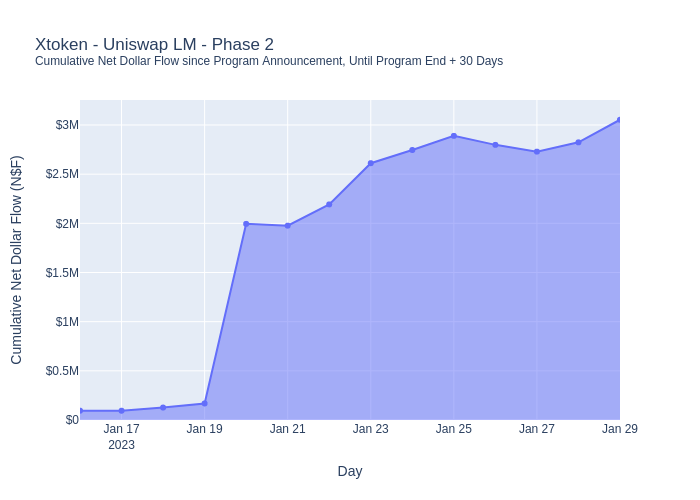 Xtoken - Uniswap LM - Phase 2
Cumulative Net Dollar Flow since Program Announcement, Until Program End + 30 Days
Cumulative Net Dollar Flow (N$F)
$3M
$2.5M
$2M
$1.5M
$1M
$0.5M
$0
Jan 17 Jan 19 Jan 21 Jan 23 Jan 25 Jan 27 Jan 29
2023
Day